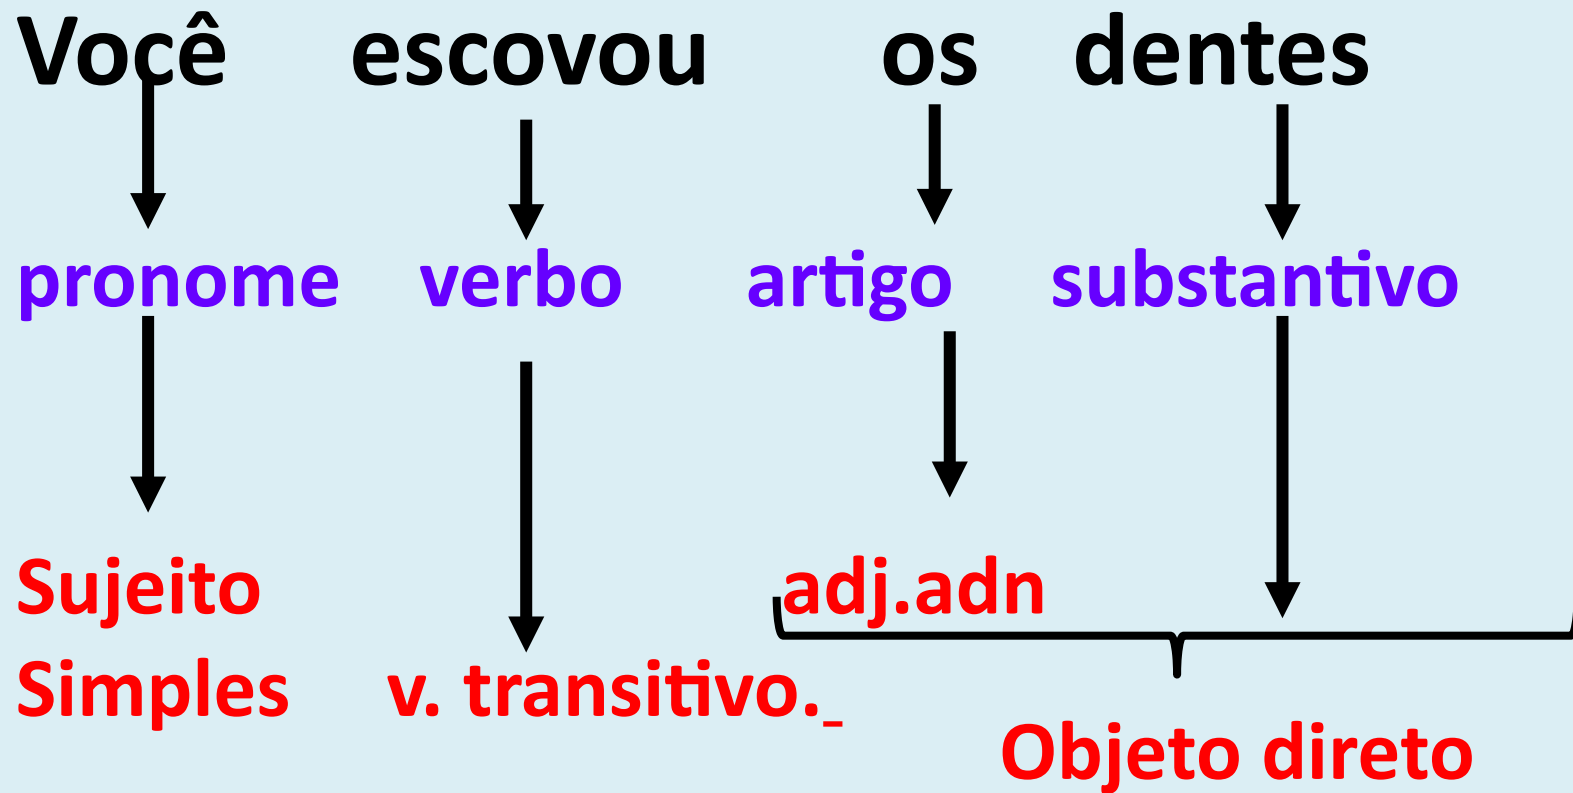 Você escovou os dentes
pronome verbo artigo substantivo
Sujeito adj.adn
Simples v. transitivo._
Objeto direto